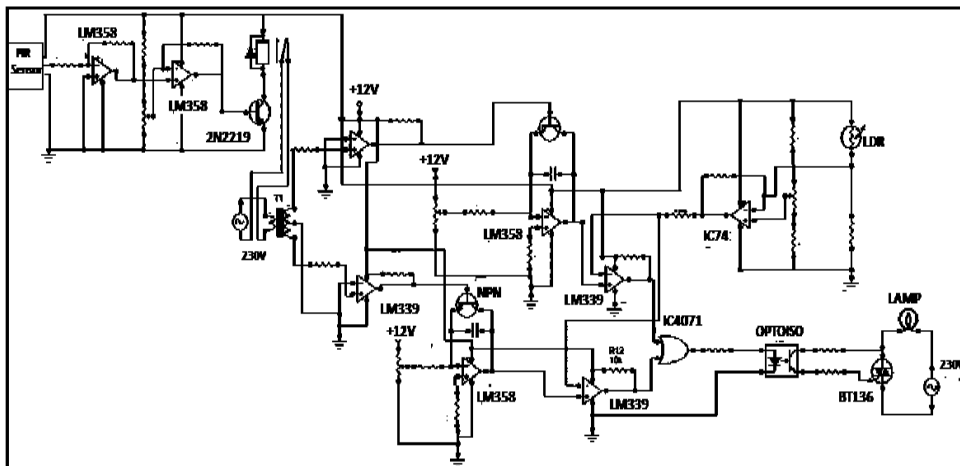 LM358
PIR
Sensor
LM358
2N2219
+12V
+12V
LDR
T1
230V
LM358
IC74
LM339
LM339
NPN
IC4071
+12V
R12
10k
LM358
LM339
OPTOISO
LAMP
230V
BT136